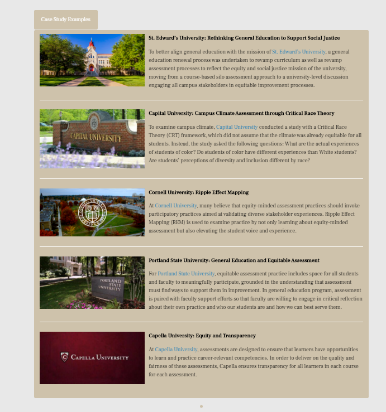 Case Study Examples
St. Edward's University: Rethinking General Education to Support Social Justice
To better align general education with the mission of St. Edward's University, a general
education renewal process was undertaken to revamp curriculum as well as revamp
assessment processes to reflect the equity and social justice mission of the university,
moving from a course-based site assessment approach to a university-level discussion
engaging all campus stakeholders in equitable improvement processes.
Capital University: Campus Climate Assessment through Critical Race Theory
CAPITAL UNIVERSITY
To examine campus climate, Capital University conducted a study with a Critical Race
Theory (CRT) framework, which did not assume that the climate was already equitable for all
students. Instead, the study asked the following questions: What are the actual experiences
of students of color? Do students of color have different experiences than White students?
Are students' perceptions of diversity and inclusion different by race?
Cornell University: Ripple Effect Mapping
At Cornell University, many believe that equity minded assessment practices should invoke
participatory practices aimed at validating diverse stakeholder experiences. Ripple Effect
Mapping (REM) is used to examine practice by not only learning about equity-minded
assessment but also elevating the student voice and experience.
Portland State University: General Education and Equitable Assessment
PORTLAND
STATE
For Portland State University, equitable assessment practice includes space for all students
and faculty to meaningfully participate, grounded in the understanding that assessment
must find ways to support them in improvement. In general education program, assessment
is paired with faculty support efforts so that faculty are willing to engage in critical reflection
about their own practice and who our students are and how we can best serve them.
Capella University: Equity and Transparency
CAPELLA UNIVERSITY
At Capella University, assessments are designed to ensure that learners have opportunities
to learn and practice career-relevant competencies. In order to deliver on the quality and
fairness of these assessments, Capella ensures transparency for all learners in each course
for each assessment.